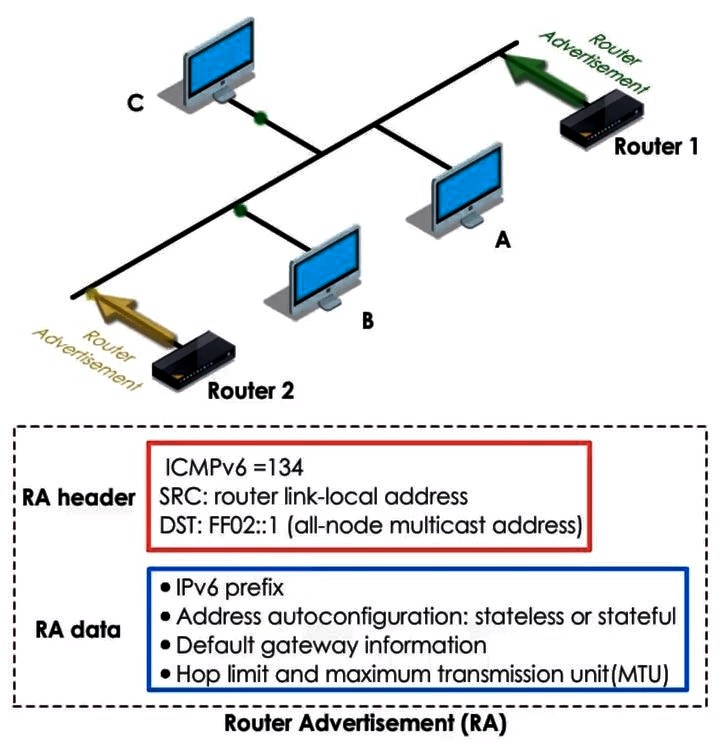 Router
Advertisement
C
Router 1
A
B
Router
Advertisement
Router 2
RA header
ICMPv6 =134
SRC: router link-local address
DST: FF02::1 (all-node multicast address)
RA data
• IPv6 prefix
• Address autoconfiguration: stateless or stateful
• Default gateway information
• Hop limit and maximum transmission unit(MTU)
Router Advertisement (RA)